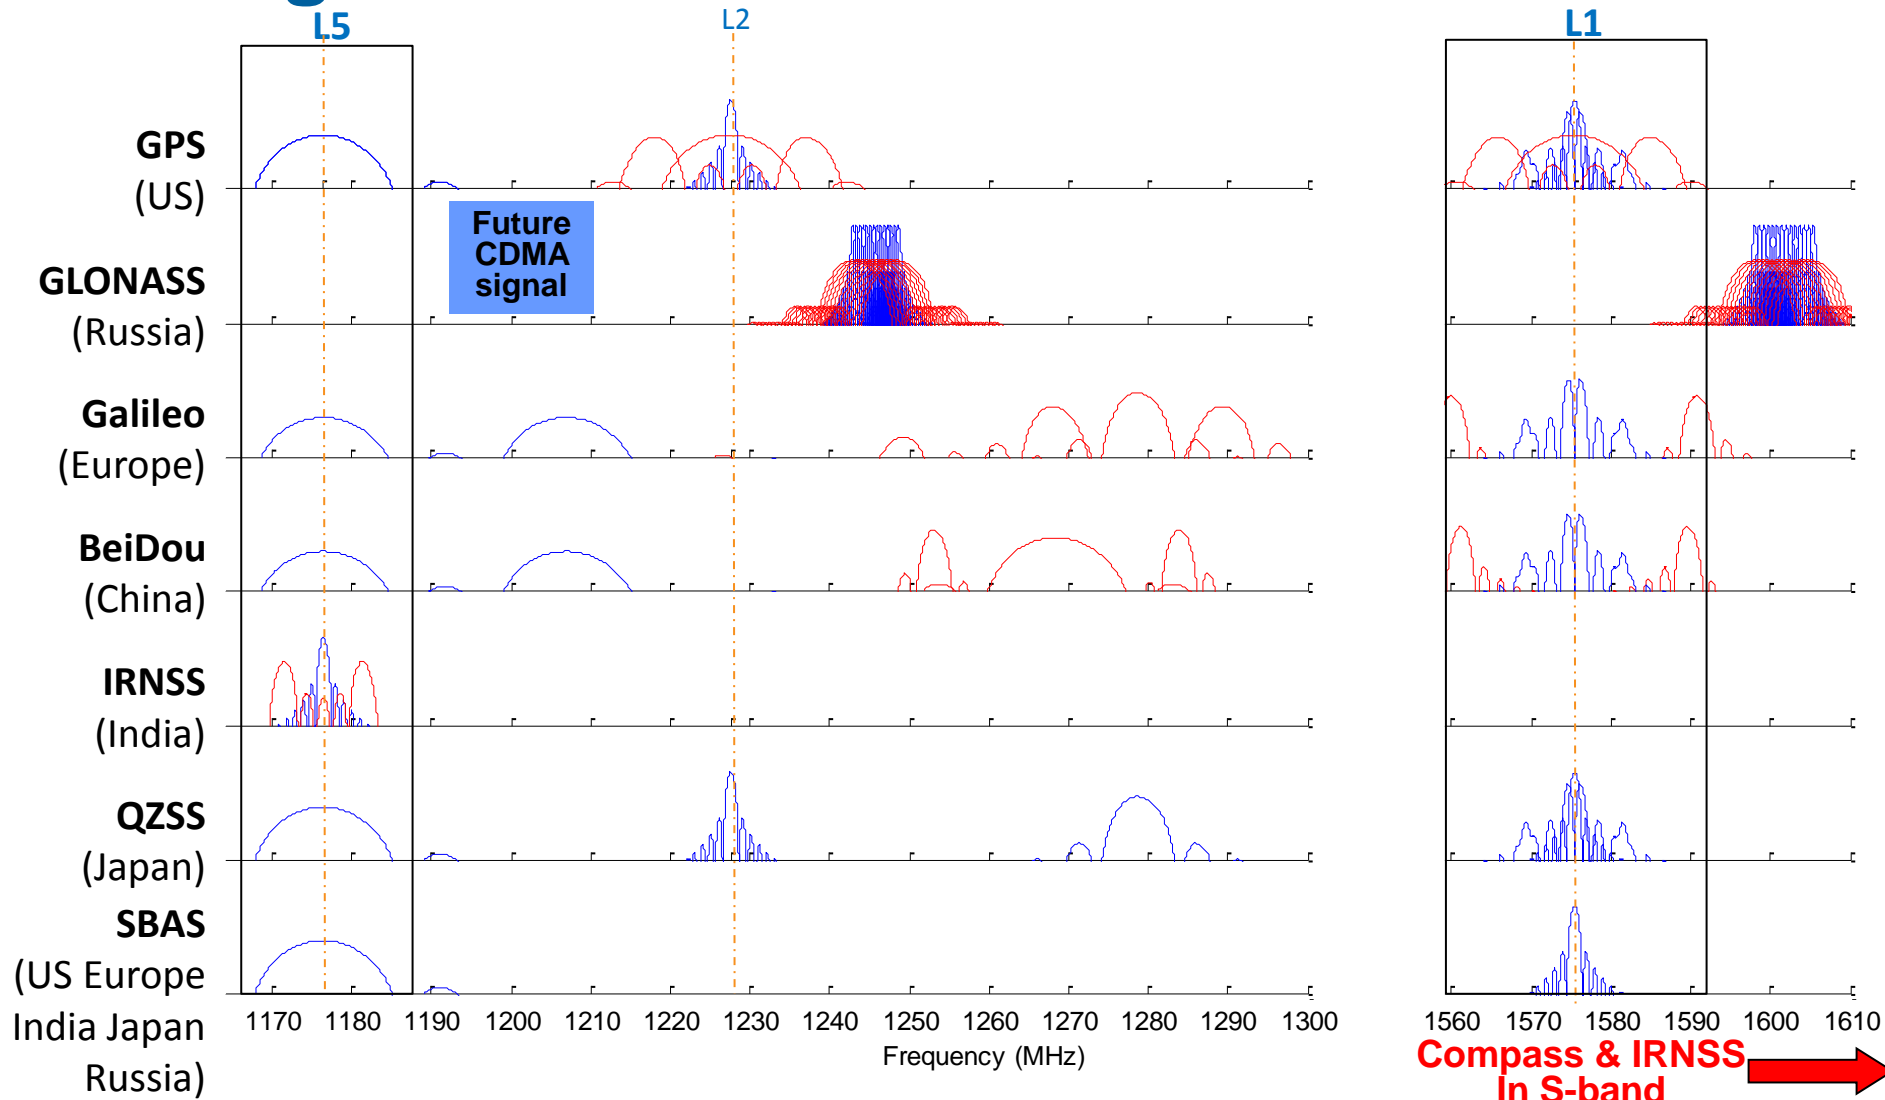 L5
L2
L1
GPS
(US)
Future
CDMA
signal
GLONASS
(Russia)
Galileo
(Europe)
BeiDou
(China)
IRNSS
(India)
QZSS
(Japan)
SBAS
(US Europe
India Japan
Russia)
1170 1180 1190 1200 1210 1220 1230 1240 1250 1260 1270 1280 1290 1300 1560 1570 1580 1590 1600 1610
Frequency (MHz)
Compass & IRNSS
In S-band